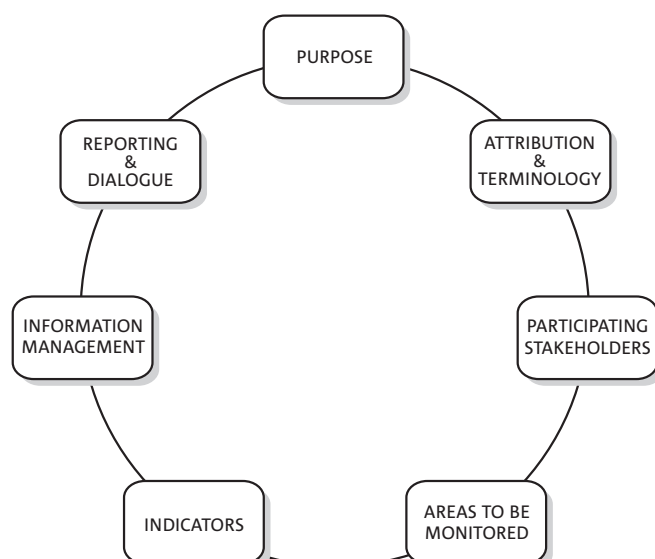 PURPOSE
ATTRIBUTION
&
TERMINOLOGY
PARTICIPATING
STAKEHOLDERS
AREAS TO BE
MONITORED
INDICATORS
INFORMATION
MANAGEMENT
REPORTING
&
DIALOGUE